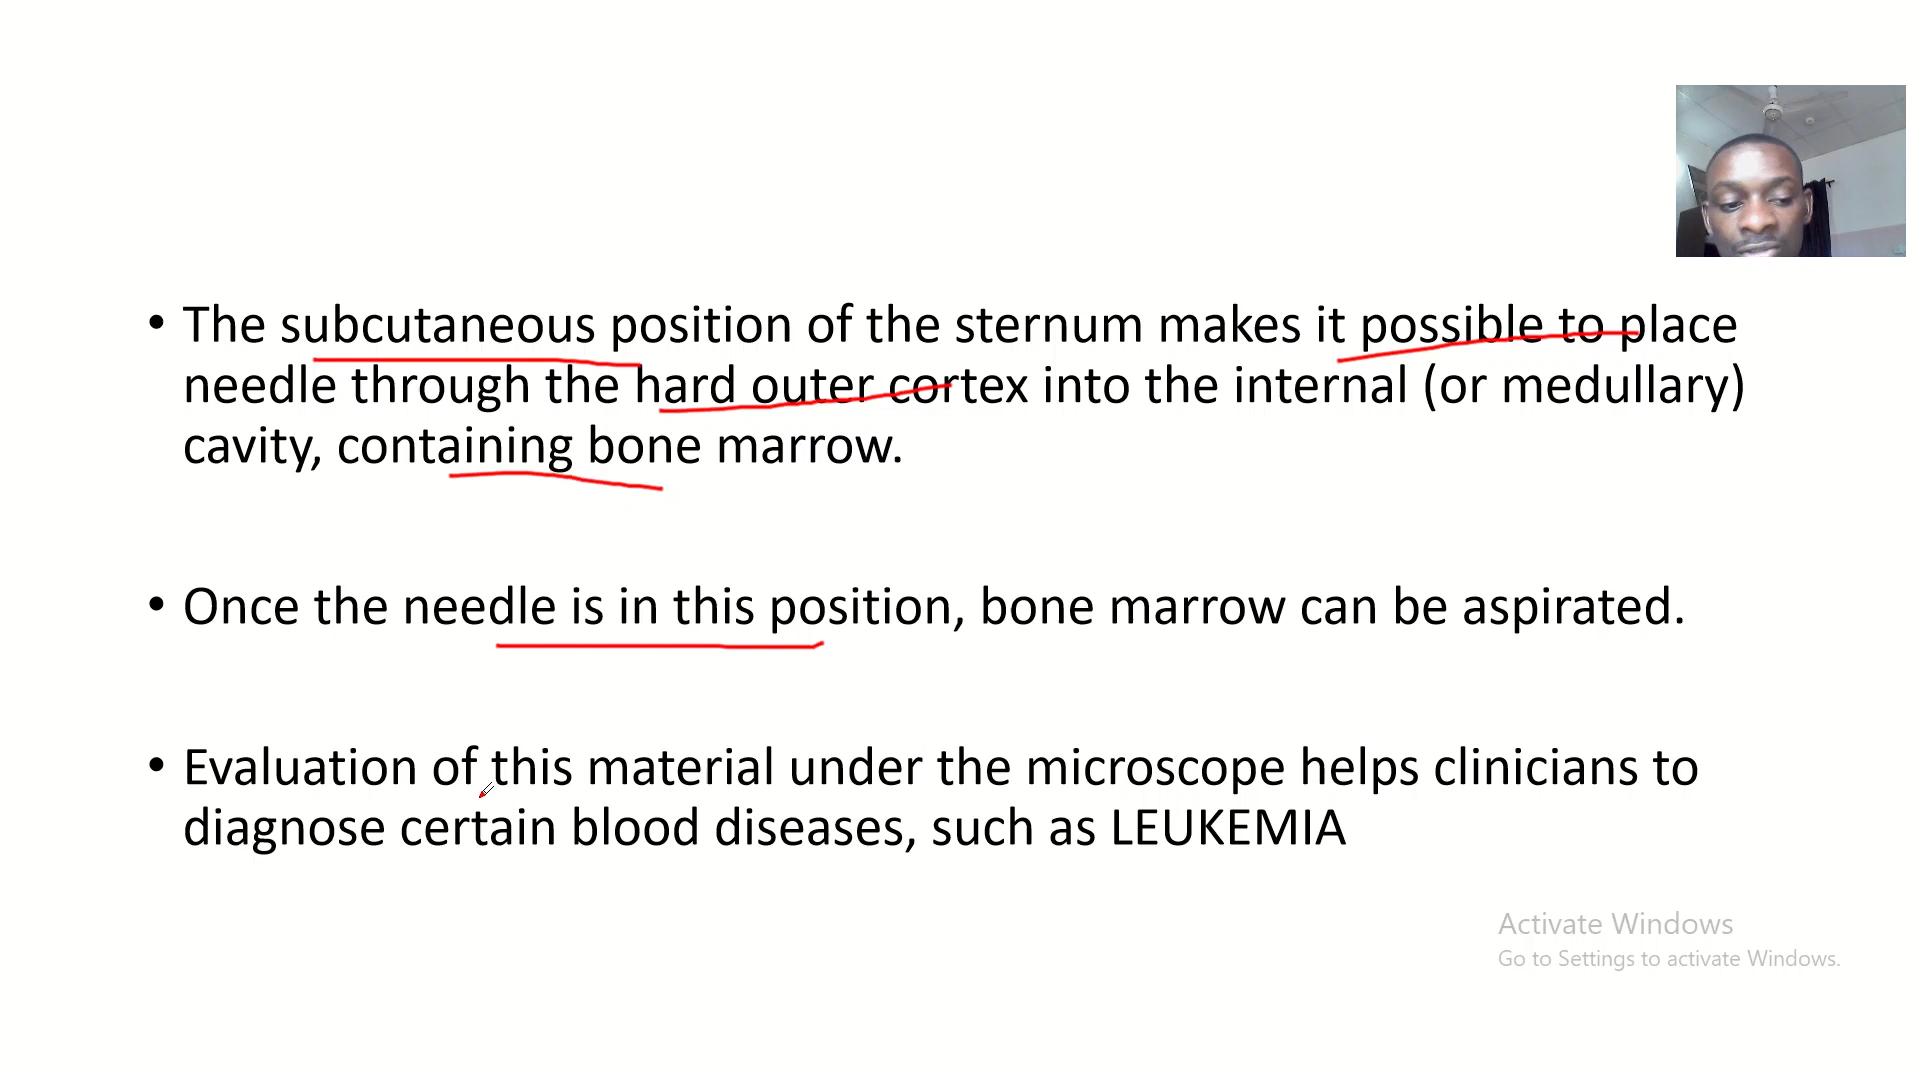 • The subcutaneous position of the sternum makes it possible to place
needle through the hard outer cortex into the internal (or medullary)
cavity, containing bone marrow.
• Once the needle is in this position, bone marrow can be aspirated.
• Evaluation of this material under the microscope helps clinicians to
diagnose certain blood diseases, such as LEUKEMIA
Activate Windows
Go to Settings to activate Windows.